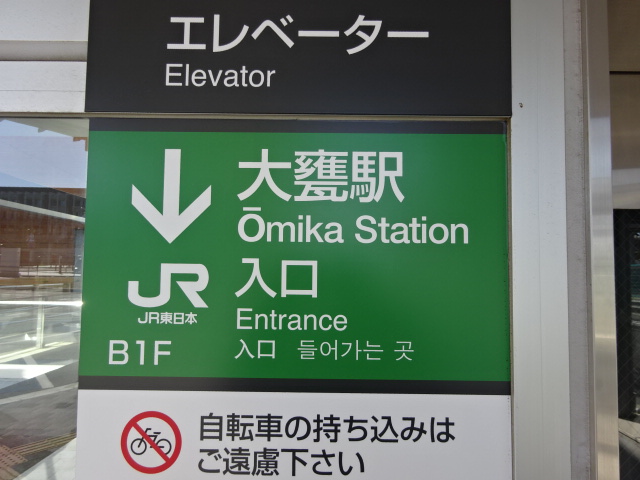 エレベーター
Elevator
大甕駅
Ōmika Station
JR
JR東日本
入口
Entrance
B1F
入口 들어가는 곳
自転車の持ち込みは
ご遠慮下さい